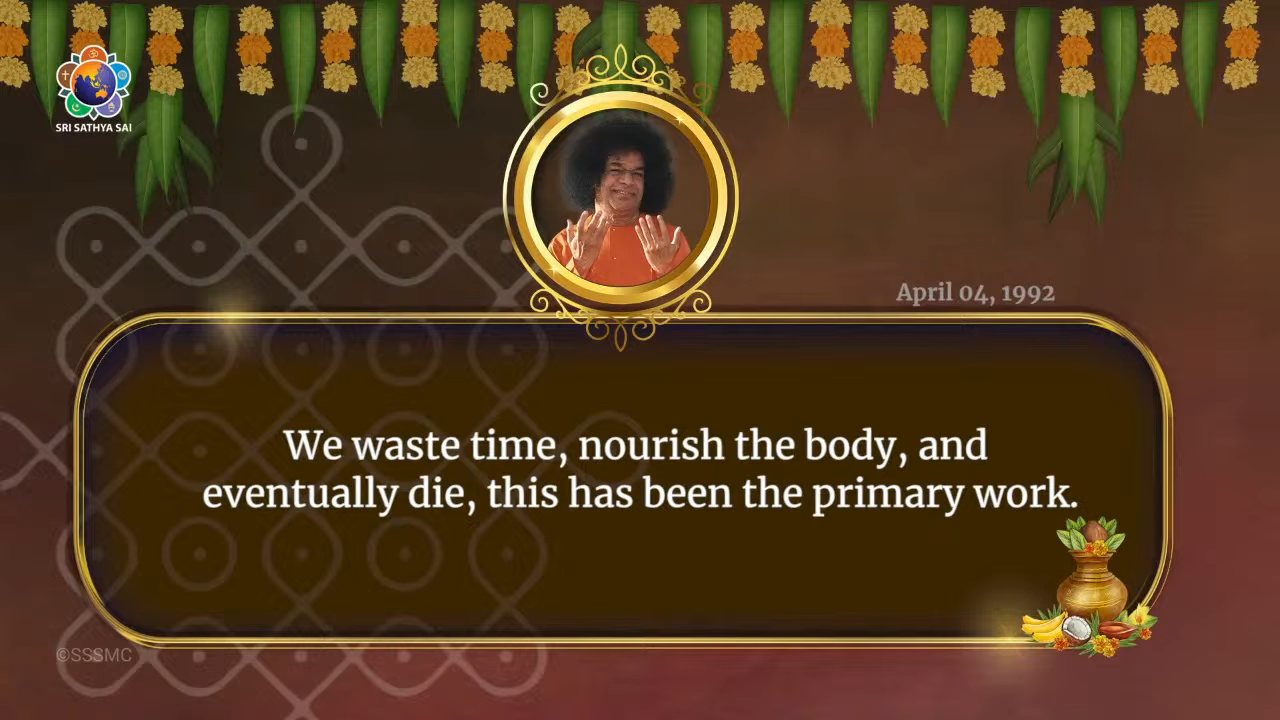 SRI SATHYA SAI
April 04, 1992
We waste time, nourish the body, and
eventually die, this has been the primary work.
©SSSMC